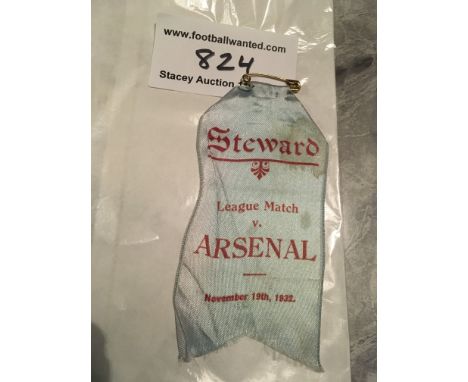 www.footballwanted.com
824
Stacey Auction
Steward
League Match
v.
ARSENAL
November 19th, 1932.